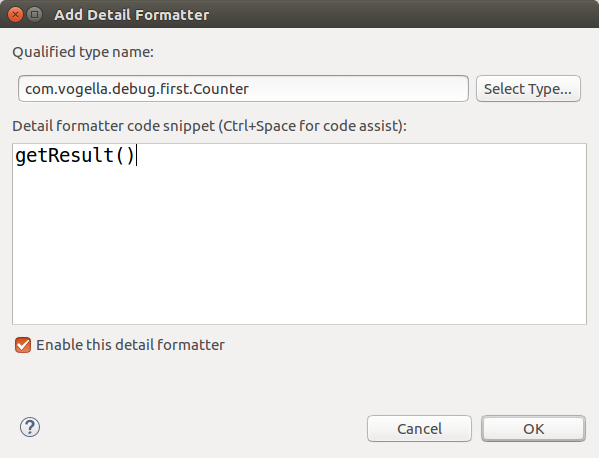 Add Detail Formatter
Qualified type name:
com.vogella.debug.first.Counter
Select Type...
Detail formatter code snippet (Ctrl+Space for code assist):
getResult()
Enable this detail formatter
?
Cancel
OK